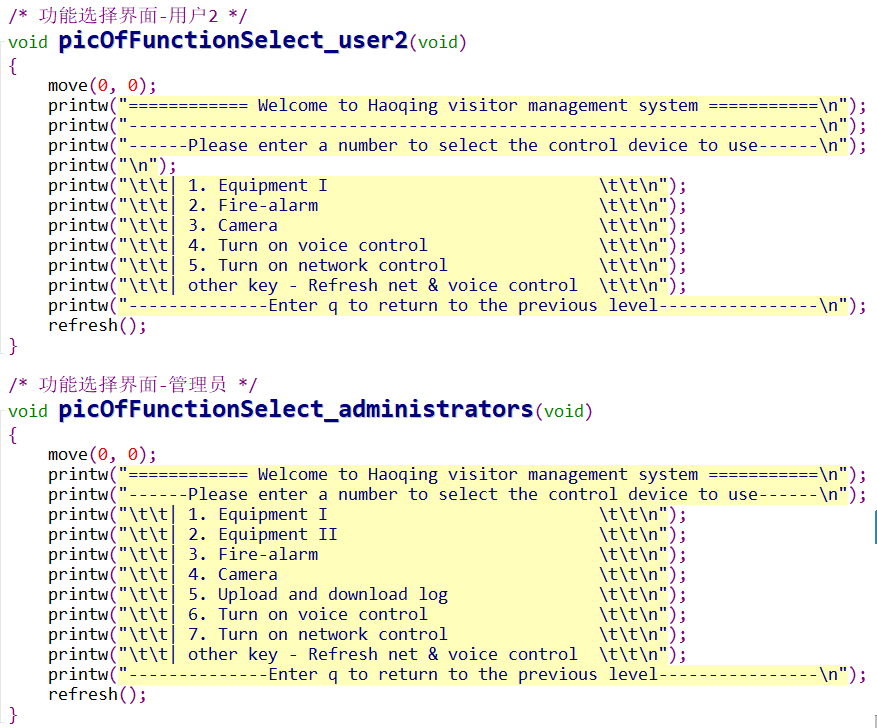 /* 功能选择界面-用户2 */
void picOfFunctionSelect_user2(void)
{
    move(0, 0);
    printw("============ Welcome to Haoqing visitor management system ===========\n");
    printw("---------------------------------------------------------------------\n");
    printw("------Please enter a number to select the control device to use------\n");
    printw("\n");
    printw("\t\t| 1. Equipment I                           \t\t\n");
    printw("\t\t| 2. Fire-alarm                            \t\t\n");
    printw("\t\t| 3. Camera                                \t\t\n");
    printw("\t\t| 4. Turn on voice control                 \t\t\n");
    printw("\t\t| 5. Turn on network control               \t\t\n");
    printw("\t\t| other key - Refresh net & voice control  \t\t\n");
    printw("--------------Enter q to return to the previous level----------------\n");
    refresh();
}
/* 功能选择界面-管理员 */
void picOfFunctionSelect_administrators(void)
{
    move(0, 0);
    printw("============ Welcome to Haoqing visitor management system ===========\n");
    printw("------Please enter a number to select the control device to use------\n");
    printw("\t\t| 1. Equipment I                           \t\t\n");
    printw("\t\t| 2. Equipment II                          \t\t\n");
    printw("\t\t| 3. Fire-alarm                            \t\t\n");
    printw("\t\t| 4. Camera                                \t\t\n");
    printw("\t\t| 5. Upload and download log               \t\t\n");
    printw("\t\t| 6. Turn on voice control                 \t\t\n");
    printw("\t\t| 7. Turn on network control               \t\t\n");
    printw("\t\t| other key - Refresh net & voice control  \t\t\n");
    printw("--------------Enter q to return to the previous level----------------\n");
    refresh();
}